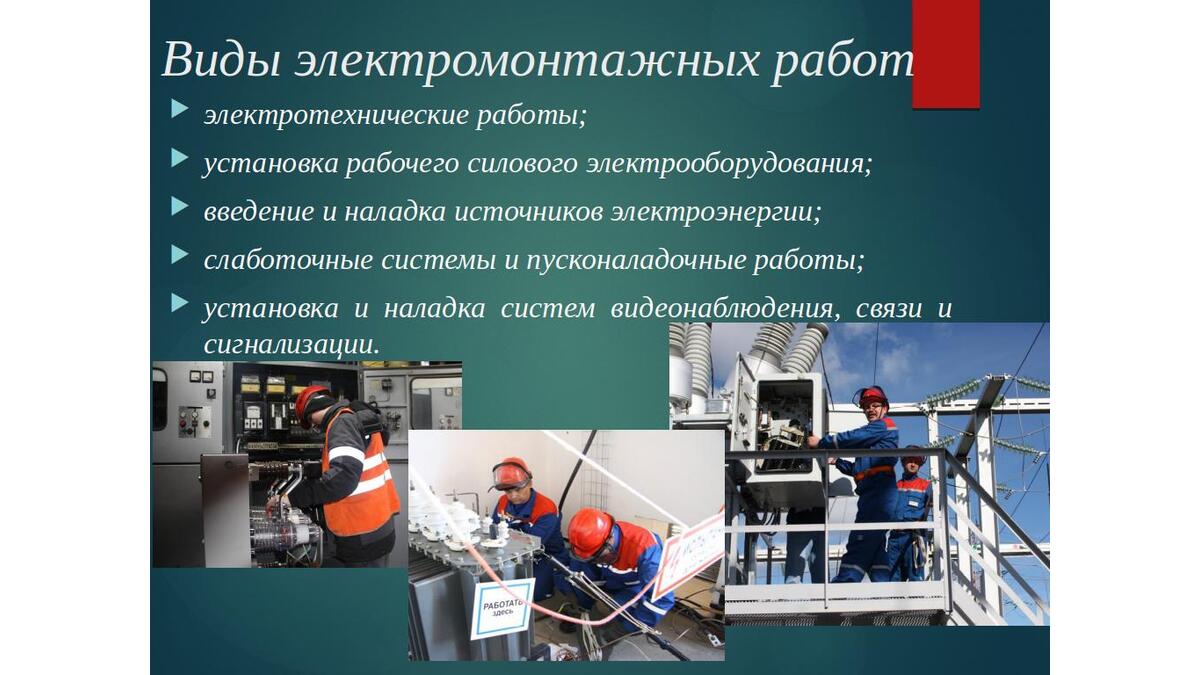 Виды электромонтажных работ
электротехнические работы;
установка рабочего силового электрооборудования;
введение и наладка источников электроэнергии;
слаботочные системы и пусконаладочные работы;
установка и наладка систем видеонаблюдения, связи и
сигнализации.
РАБОТАТЬ
здесь